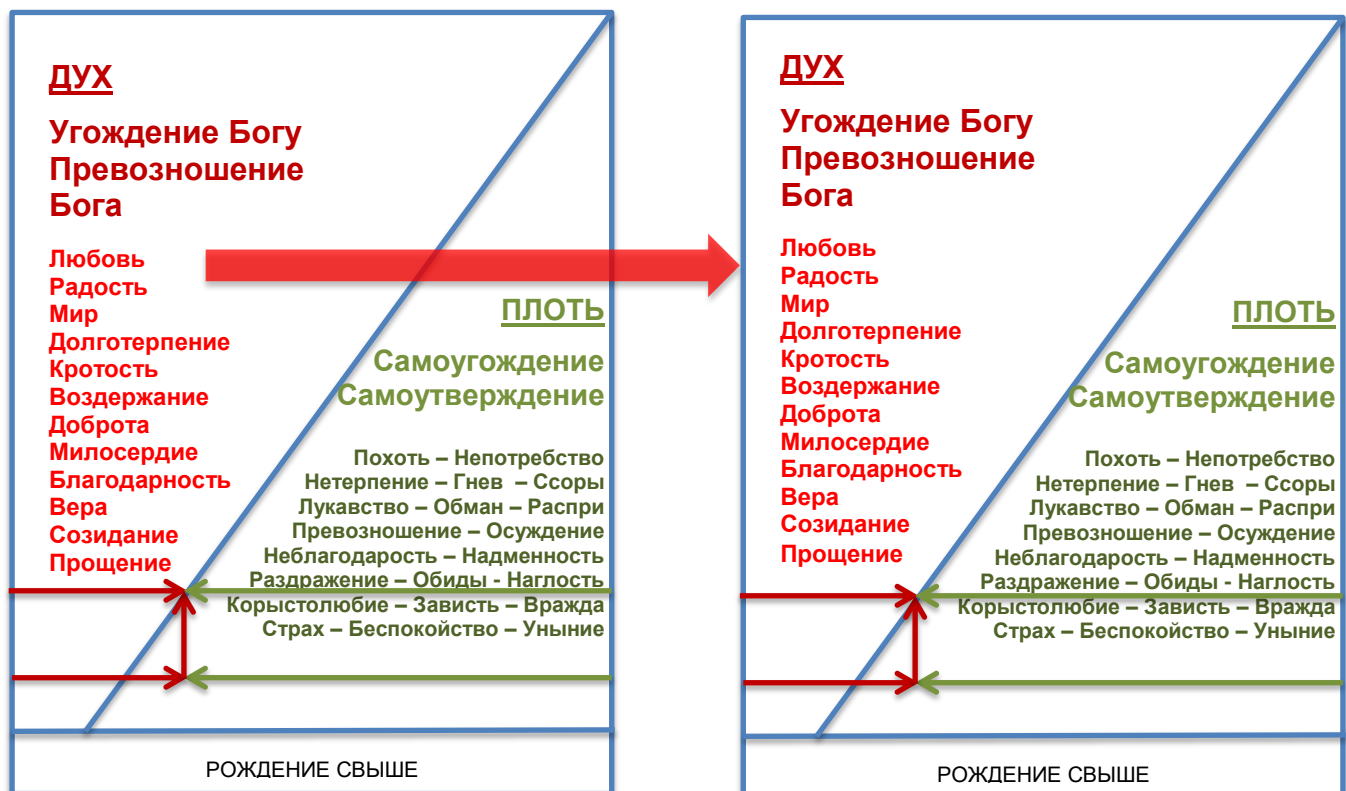 ДУХ
Угождение Богу
Превозношение
Бога
Любовь
Радость
Мир
Долготерпение
Кротость
Воздержание
Доброта
Милосердие
Благодарность
Вера
Созидание
Прощение
ПЛОТЬ
Самоугождение
Самоутверждение
Похоть – Непотребство
Нетерпение – Гнев – Ссоры
Лукавство – Обман – Распри
Превозношение – Осуждение
Неблагодарость – Надменность
Раздражение – Обиды - Наглость
Корыстолюбие – Зависть – Вражда
Страх – Беспокойство – Уныние
РОЖДЕНИЕ СВЫШЕ
ДУХ
Угождение Богу
Превозношение
Бога
Любовь
Радость
Мир
Долготерпение
Кротость
Воздержание
Доброта
Милосердие
Благодарность
Вера
Созидание
Прощение
ПЛОТЬ
Самоугождение
Самоутверждение
Похоть – Непотребство
Нетерпение – Гнев – Ссоры
Лукавство – Обман – Распри
Превозношение – Осуждение
Неблагодарость – Надменность
Раздражение – Обиды - Наглость
Корыстолюбие – Зависть – Вражда
Страх – Беспокойство – Уныние
РОЖДЕНИЕ СВЫШЕ